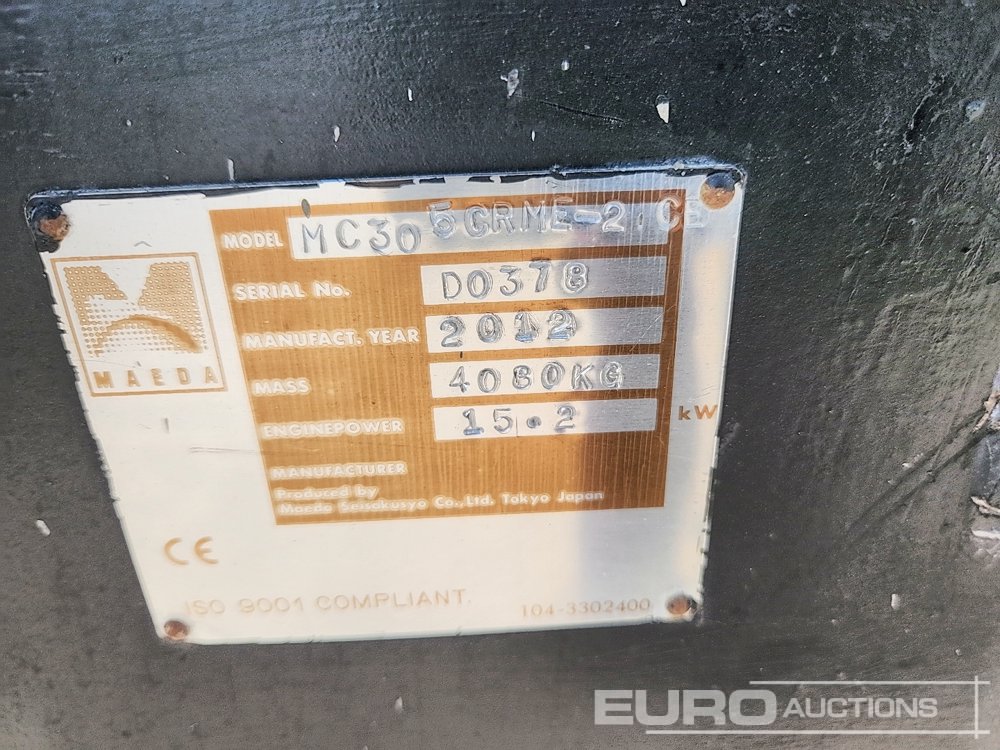 MODEL MC305CRME-2 CE
SERIAL No. D0378
MANUFACT. YEAR 2012
MASS 4080KG
ENGINEPOWER 15.2 kW
MANUFACTURER
Produced by
Maeda Seisakusyo Co.,Ltd. Tokyo Japan
MAEDA
CE
ISO 9001 COMPLIANT.
104-3302400
EURO AUCTIONS